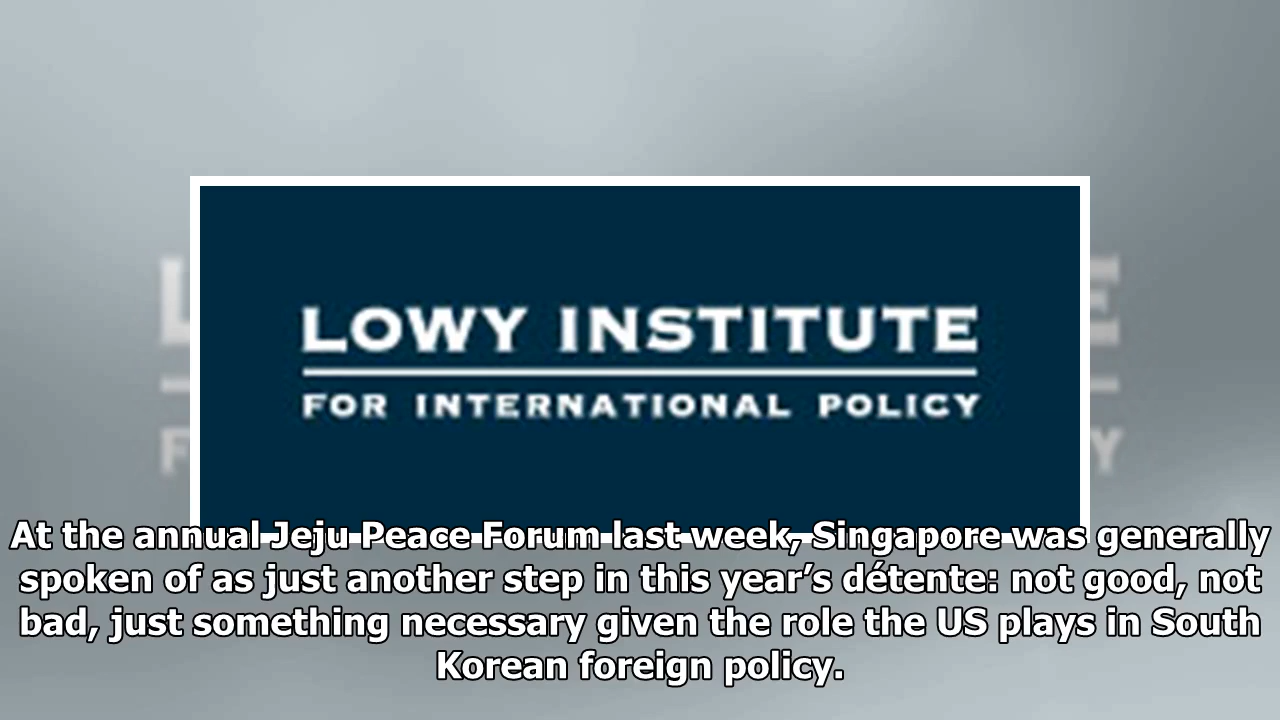 LOWY INSTITUTE
FOR INTERNATIONAL POLICY
At the annual Jeju Peace Forum last week, Singapore was generally
spoken of as just another step in this year’s détente: not good, not
bad, just something necessary given the role the US plays in South
Korean foreign policy.